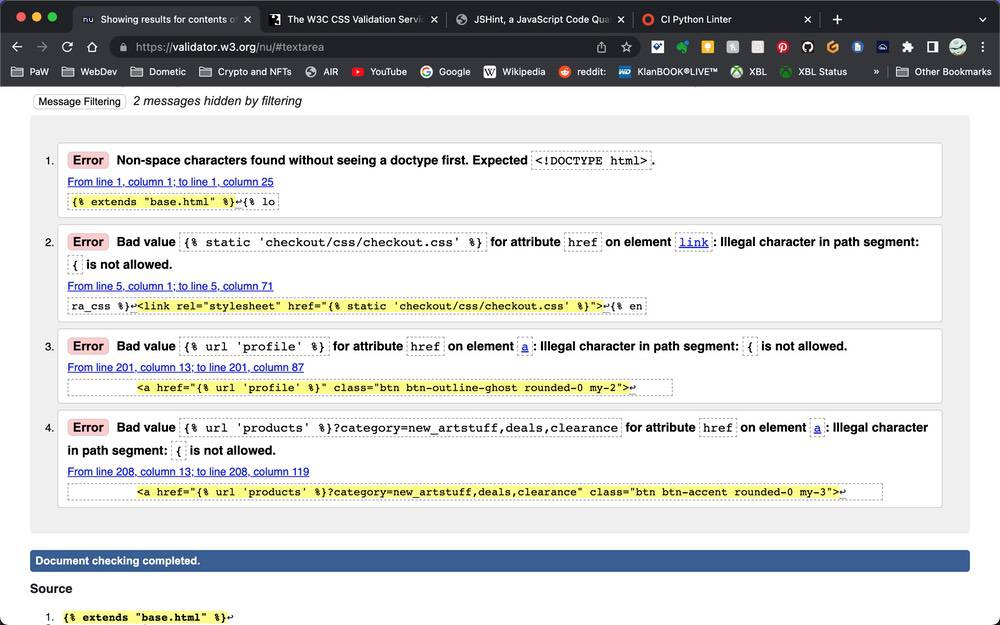 Showing results for contents of
The W3C CSS Validation Servi
JSHint, a JavaScript Code Qua
CI Python Linter
https://validator.w3.org/nu/#textarea
PaW WebDev Dometic Crypto and NFTs AIR YouTube Google Wikipedia reddit: KlanBOOK®LIVE™ XBL XBL Status » Other Bookmarks
Message Filtering 2 messages hidden by filtering
1. Error Non-space characters found without seeing a doctype first. Expected <!DOCTYPE html>.
From line 1, column 1; to line 1, column 25
{% extends "base.html" %}↩{% lo
2. Error Bad value {% static 'checkout/css/checkout.css' %} for attribute href on element link: Illegal character in path segment:
{ is not allowed.
From line 5, column 1; to line 5, column 71
ra_css %}↩<link rel="stylesheet" href="{% static 'checkout/css/checkout.css' %}">↩{% en
3. Error Bad value {% url 'profile' %} for attribute href on element a: Illegal character in path segment: { is not allowed.
From line 201, column 13; to line 201, column 87
<a href="{% url 'profile' %}" class="btn btn-outline-ghost rounded-0 my-2">↩
4. Error Bad value {% url 'products' %}?category=new_artstuff,deals,clearance for attribute href on element a: Illegal character
in path segment: { is not allowed.
From line 208, column 13; to line 208, column 119
<a href="{% url 'products' %}?category=new_artstuff,deals,clearance" class="btn btn-accent rounded-0 my-3">↩
Document checking completed.
Source
1. {% extends "base.html" %}↩